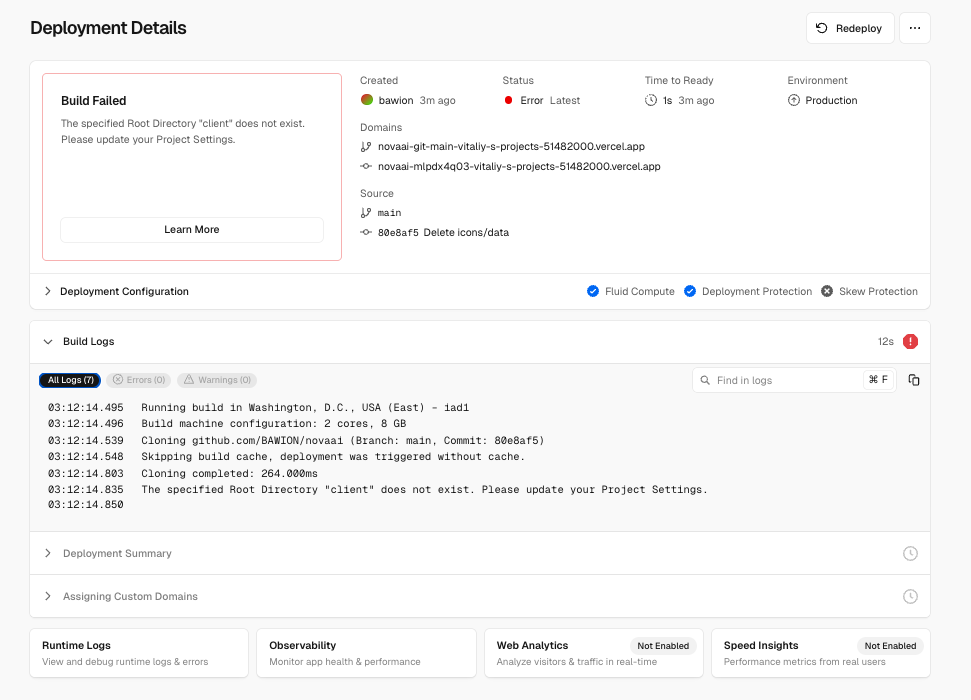 Deployment Details
Redeploy
Build Failed
The specified Root Directory "client" does not exist.
Please update your Project Settings.
Learn More
Created
bawion 3m ago
Status
Error Latest
Time to Ready
1s 3m ago
Environment
Production
Domains
novaai-git-main-vitaliy-s-projects-51482000.vercel.app
novaai-mlpdx4q03-vitaliy-s-projects-51482000.vercel.app
Source
main
80e8af5 Delete icons/data
Deployment Configuration
Fluid Compute
Deployment Protection
Skew Protection
Build Logs
12s
All Logs (7)
Errors (0)
Warnings (0)
Find in logs
⌘ F
03:12:14.495 Running build in Washington, D.C., USA (East) – iad1
03:12:14.496 Build machine configuration: 2 cores, 8 GB
03:12:14.539 Cloning github.com/BAWION/novaai (Branch: main, Commit: 80e8af5)
03:12:14.548 Skipping build cache, deployment was triggered without cache.
03:12:14.803 Cloning completed: 264.000ms
03:12:14.835 The specified Root Directory "client" does not exist. Please update your Project Settings.
03:12:14.850
Deployment Summary
Assigning Custom Domains
Runtime Logs
View and debug runtime logs & errors
Observability
Monitor app health & performance
Web Analytics
Not Enabled
Analyze visitors & traffic in real-time
Speed Insights
Not Enabled
Performance metrics from real users